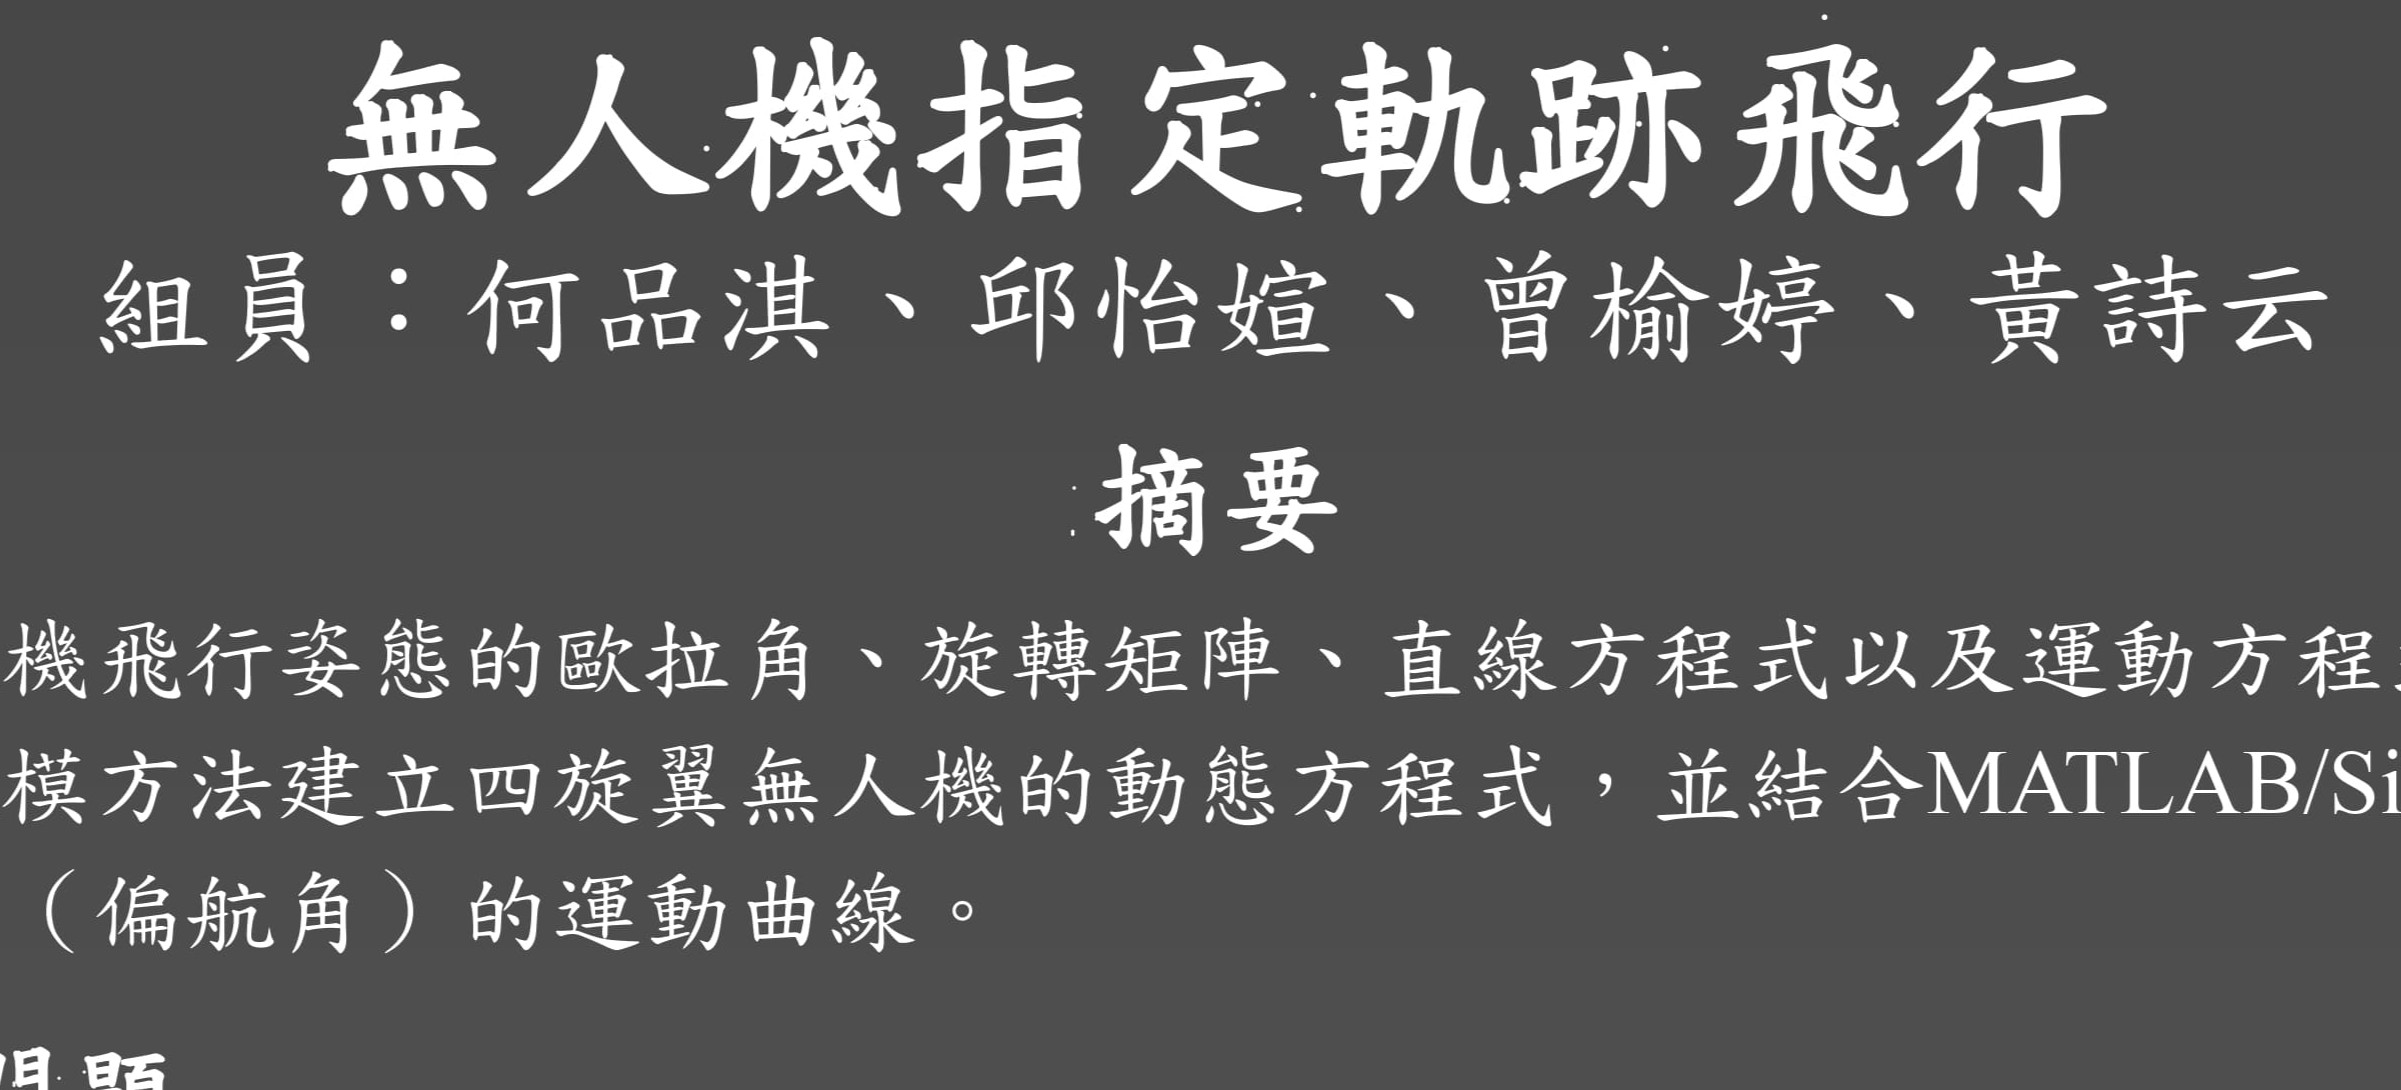 無人機指定軌跡飛行
組員：何品淇、邱怡媗、曾榆婷、黃詩云
摘要
機飛行姿態的歐拉角、旋轉矩陣、直線方程式以及運動方程
模方法建立四旋翼無人機的動態方程式，並結合MATLAB/Si
（偏航角）的運動曲線。